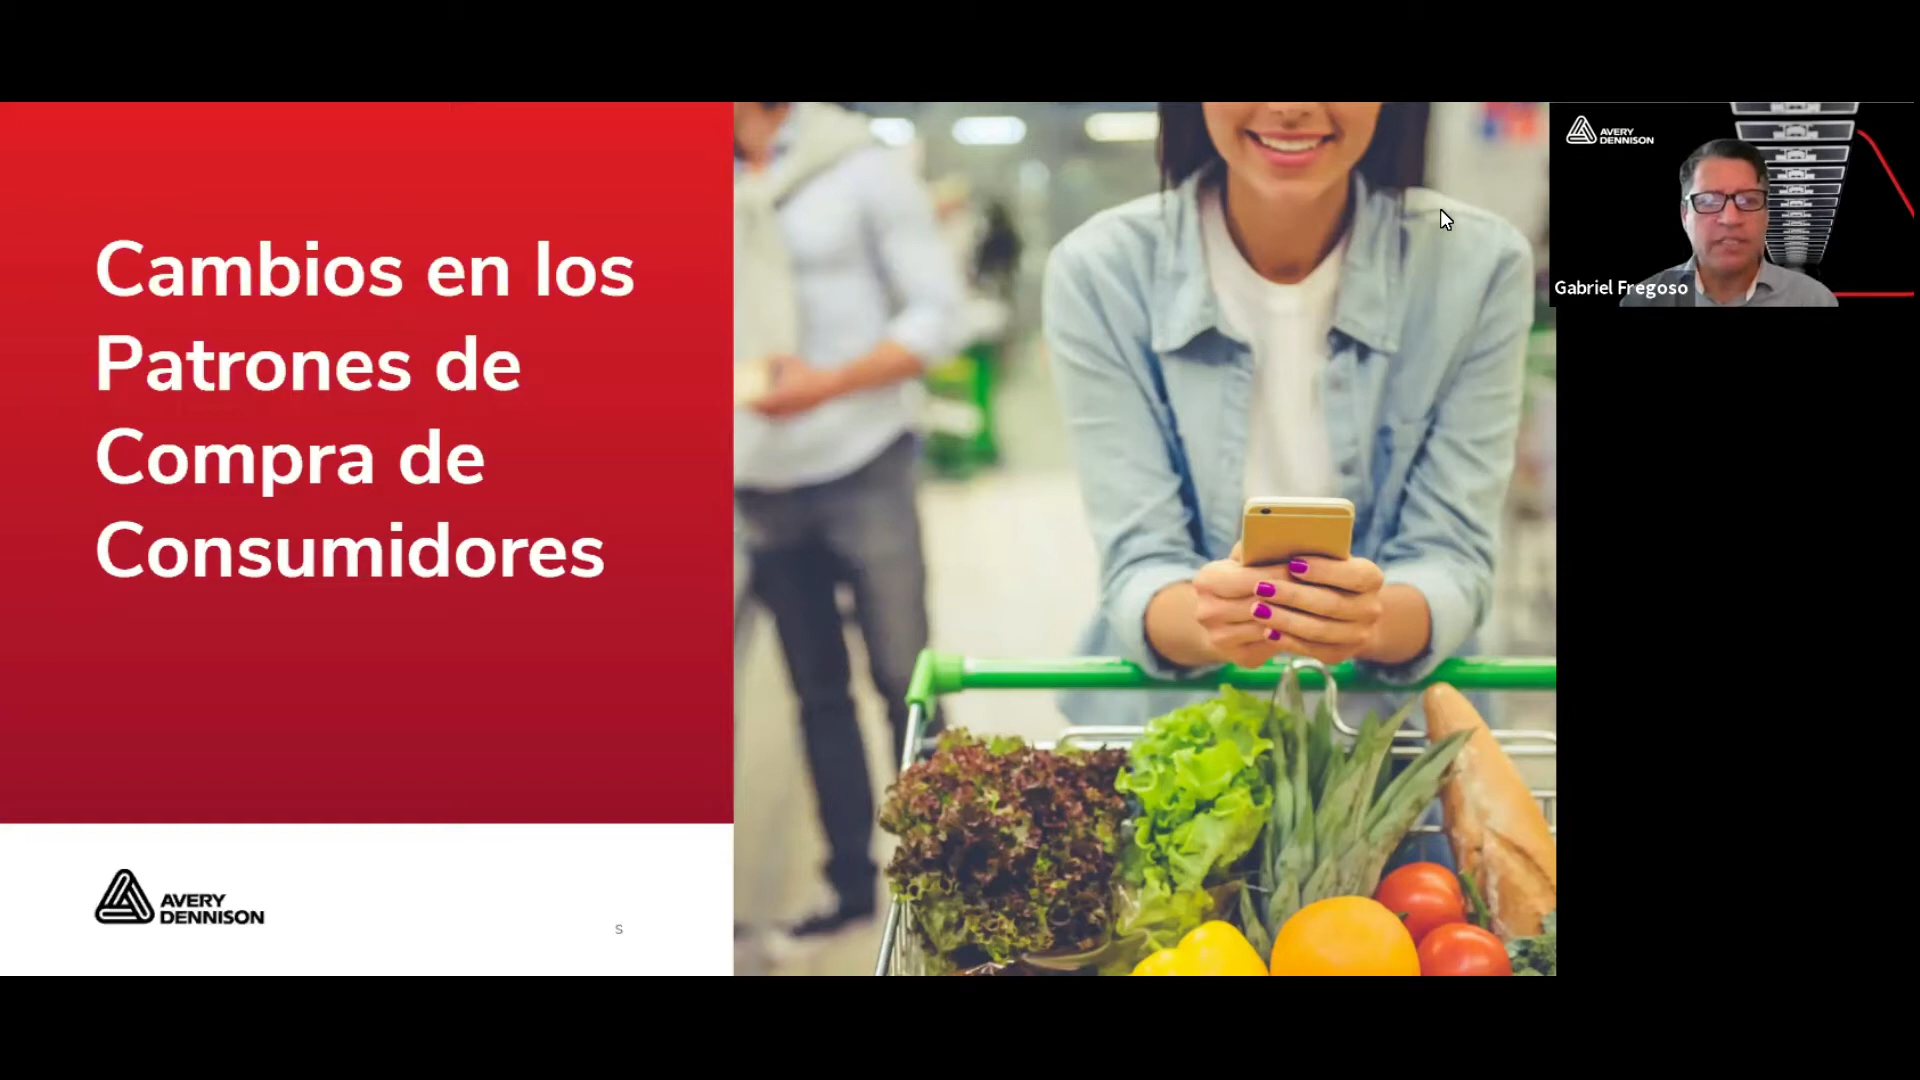 Cambios en los
Patrones de
Compra de
Consumidores
AVERY
DENNISON
s
AVERY
DENNISON
Gabriel Fregoso